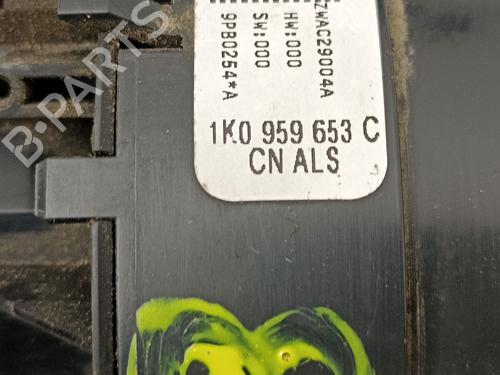 ZWAC29004A
HW:000
SW:000
9PB0254*A
1K0 959 653 C
CN ALS
B-PARTS